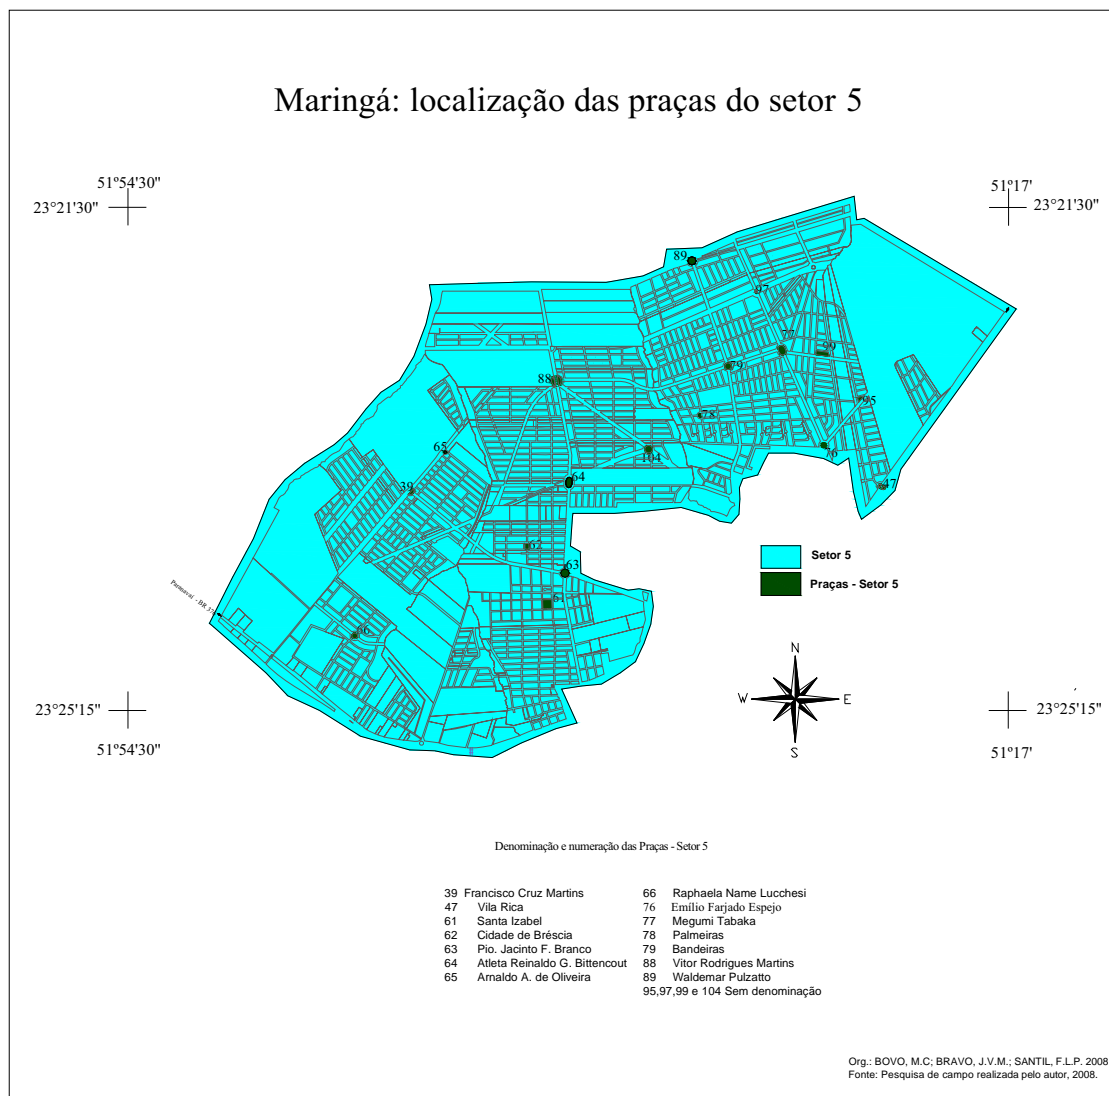 Maringá: localização das praças do setor 5
51º54'30''
51º17'
23°21'30''
23°21'30''
89
97
77
99
79
88
95
78
76
65
104
64
47
39
62
63
Setor 5
61
Praças - Setor 5
Paranavaí - BR 376
66
N
W
E
S
23°25'15''
23°25'15''
51º54'30''
51º17'
Denominação e numeração das Praças - Setor 5
39 Francisco Cruz Martins
47 Vila Rica
61 Santa Izabel
62 Cidade de Bréscia
63 Pio. Jacinto F. Branco
64 Atleta Reinaldo G. Bittencout
65 Arnaldo A. de Oliveira
66 Raphaela Name Lucchesi
76 Emílio Farjado Espejo
77 Megumi Tabaka
78 Palmeiras
79 Bandeiras
88 Vitor Rodrigues Martins
89 Waldemar Pulzatto
95,97,99 e 104 Sem denominação
Org.: BOVO, M.C; BRAVO, J.V.M.; SANTIL, F.L.P. 2008
Fonte: Pesquisa de campo realizada pelo autor, 2008.